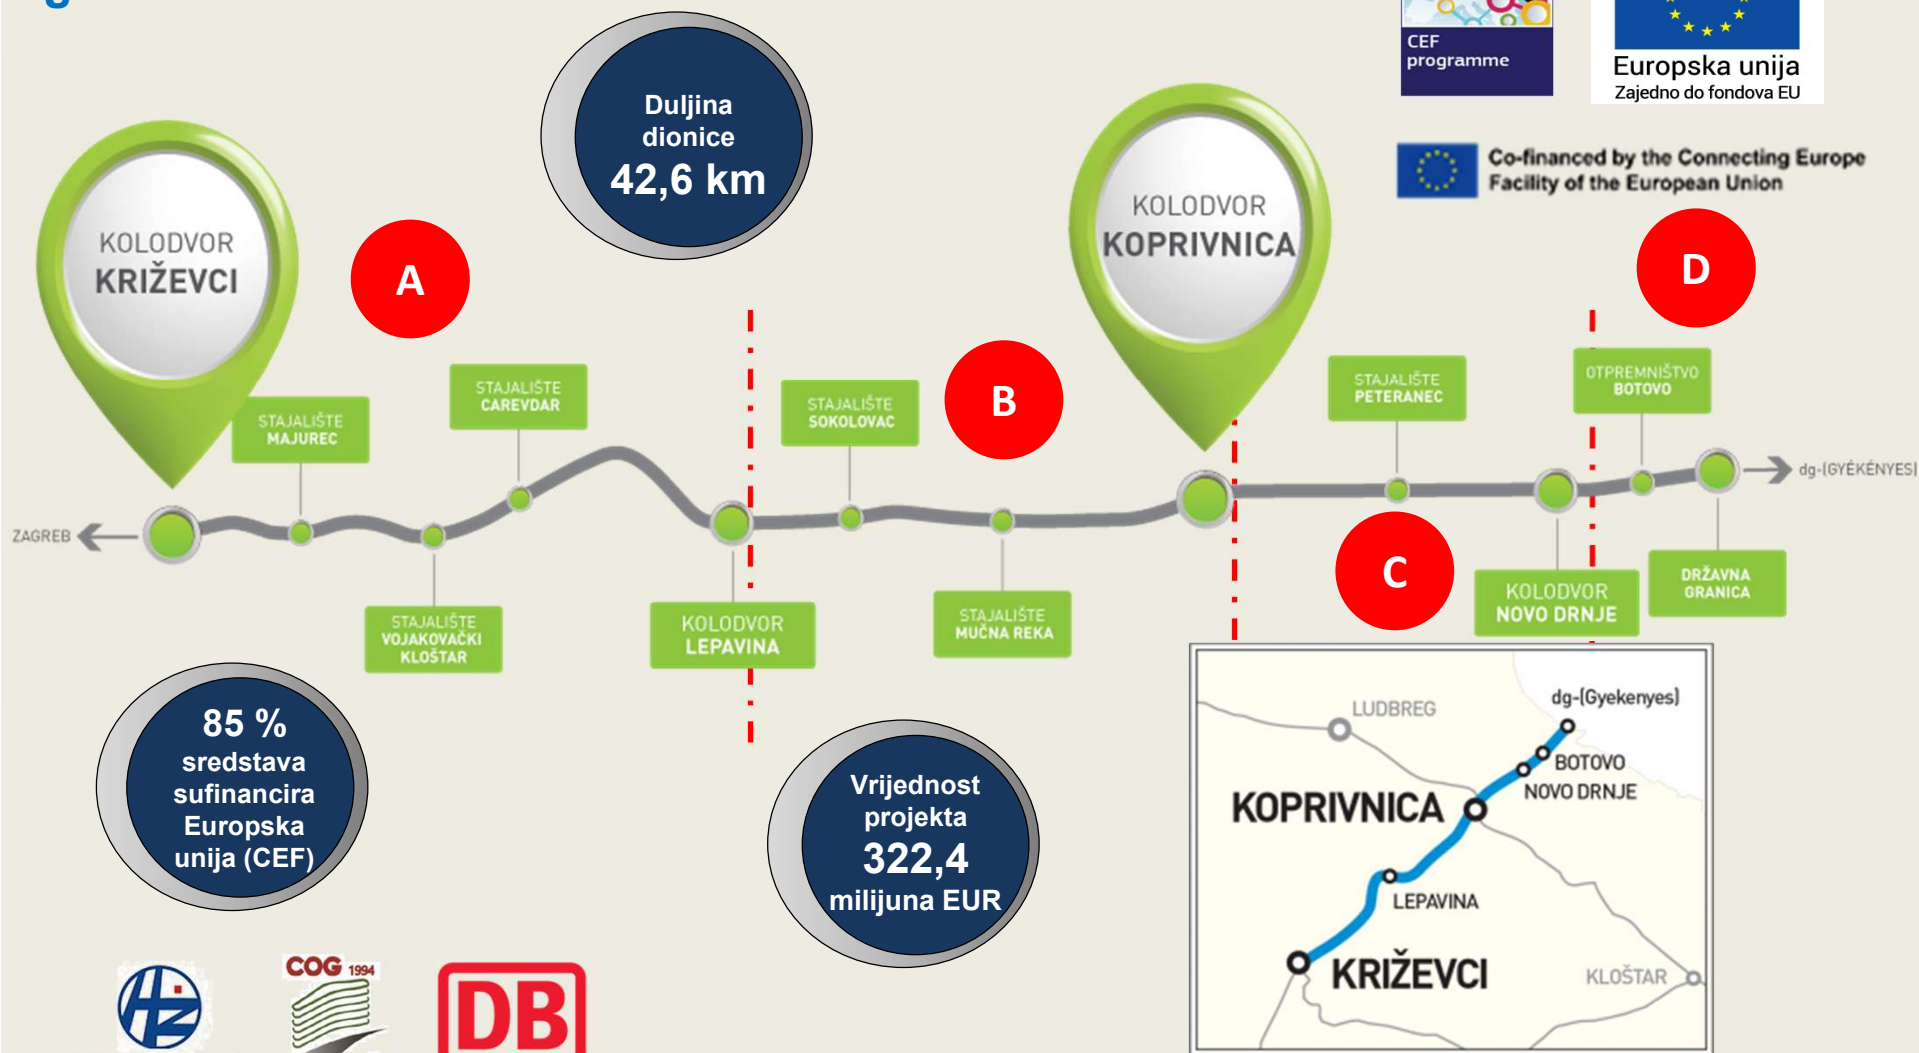 CEF
programme
Europska unija
Zajedno do fondova EU
Co-financed by the Connecting Europe
Facility of the European Union
Duljina
dionice
42,6 km
KOLODVOR
KRIŽEVCI
KOLODVOR
KOPRIVNICA
A
B
C
D
STAJALIŠTE
MAJUREC
STAJALIŠTE
CAREVDAR
STAJALIŠTE
SOKOLOVAC
STAJALIŠTE
PETERANEC
OTPREMNIŠTVO
BOTOVO
ZAGREB
dg-(GYÉKÉNYES)
STAJALIŠTE
VOJAKOVAČKI
KLOŠTAR
KOLODVOR
LEPAVINA
STAJALIŠTE
MUČNA REKA
KOLODVOR
NOVO DRNJE
DRŽAVNA
GRANICA
85 %
sredstava
sufinancira
Europska
unija (CEF)
Vrijednost
projekta
322,4
milijuna EUR
dg-(Gyekenyes)
LUDBREG
BOTOVO
NOVO DRNJE
KOPRIVNICA
LEPAVINA
KRIŽEVCI
KLOŠTAR
HŽ
COG 1994
DB